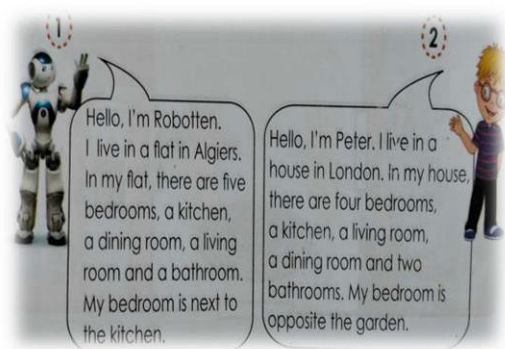 1
Hello, I'm Robotten.
I live in a flat in Algiers.
In my flat, there are five
bedrooms, a kitchen,
a dining room, a living
room and a bathroom.
My bedroom is next to
the kitchen.
2
Hello, I'm Peter. I live in a
house in London. In my house,
there are four bedrooms,
a kitchen, a living room,
a dining room and two
bathrooms. My bedroom is
opposite the garden.